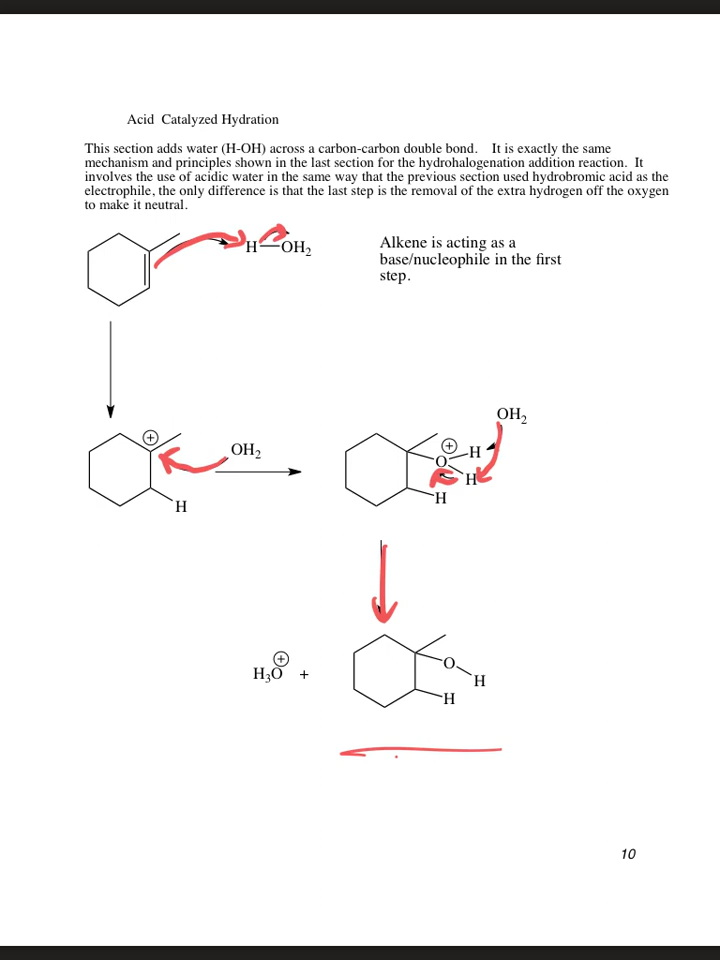 Acid Catalyzed Hydration
This section adds water (H-OH) across a carbon-carbon double bond. It is exactly the same
mechanism and principles shown in the last section for the hydrohalogenation addition reaction. It
involves the use of acidic water in the same way that the previous section used hydrobromic acid as the
electrophile, the only difference is that the last step is the removal of the extra hydrogen off the oxygen
to make it neutral.
H—OH₂
Alkene is acting as a
base/nucleophile in the first
step.
OH₂
⊕
OH₂
H
⊕
O H
H
H
⊕
H₃O +
O
H
H
10